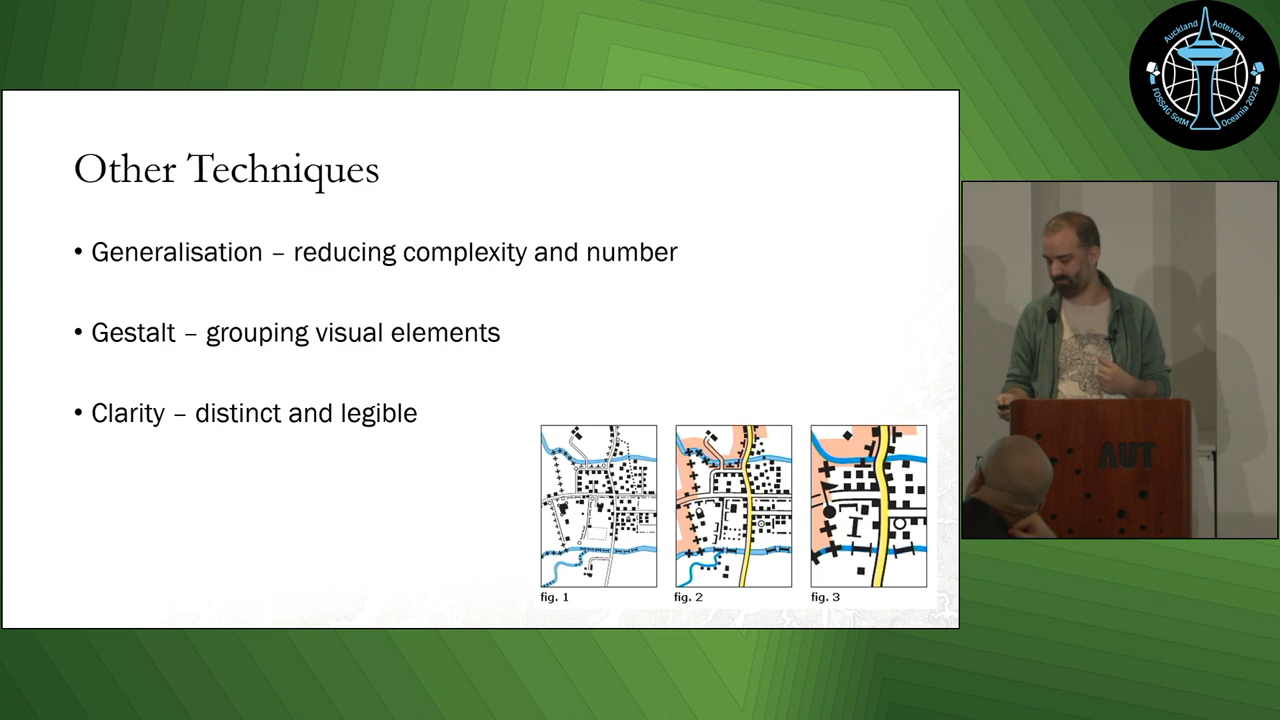 Other Techniques
• Generalisation – reducing complexity and number
• Gestalt – grouping visual elements
• Clarity – distinct and legible
fig. 1
fig. 2
fig. 3
Auckland Aotearoa
FOSS4G SotM Oceania 2023
AUT